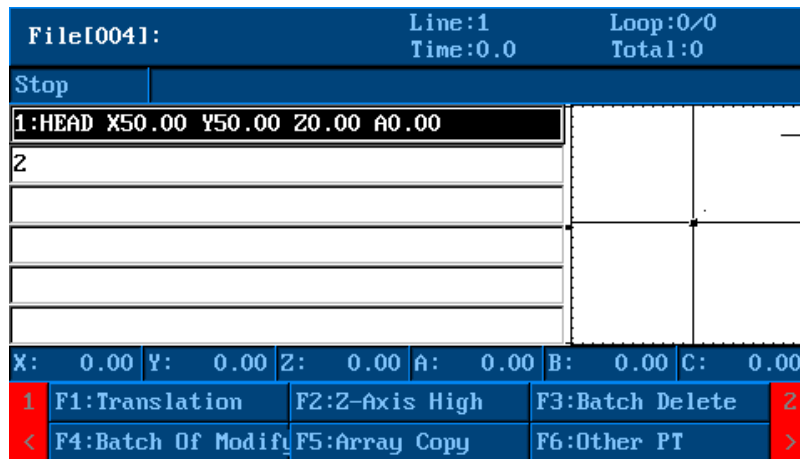 File[004]: Line:1 Loop:0/0
Time:0.0 Total:0
Stop
1:HEAD X50.00 Y50.00 Z0.00 A0.00
2
X: 0.00 Y: 0.00 Z: 0.00 A: 0.00 B: 0.00 C: 0.00
1 F1:Translation F2:Z-Axis High F3:Batch Delete 2
< F4:Batch Of Modify F5:Array Copy F6:Other PT >